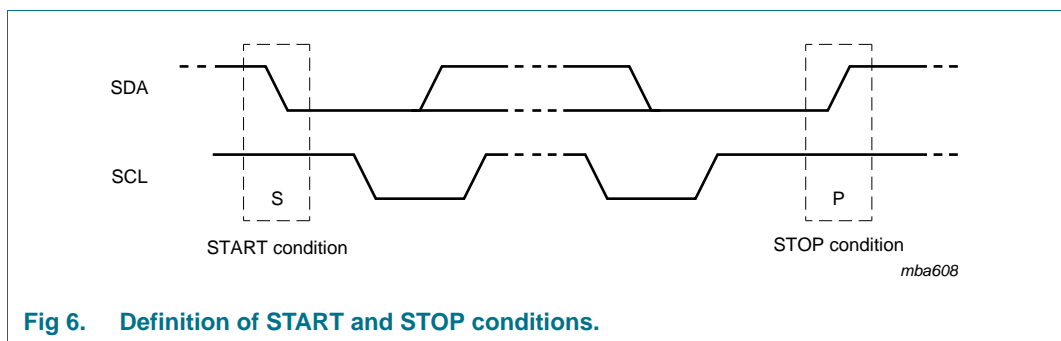 SDA
SCL
S
P
START condition
STOP condition
mba608
Fig 6. Definition of START and STOP conditions.